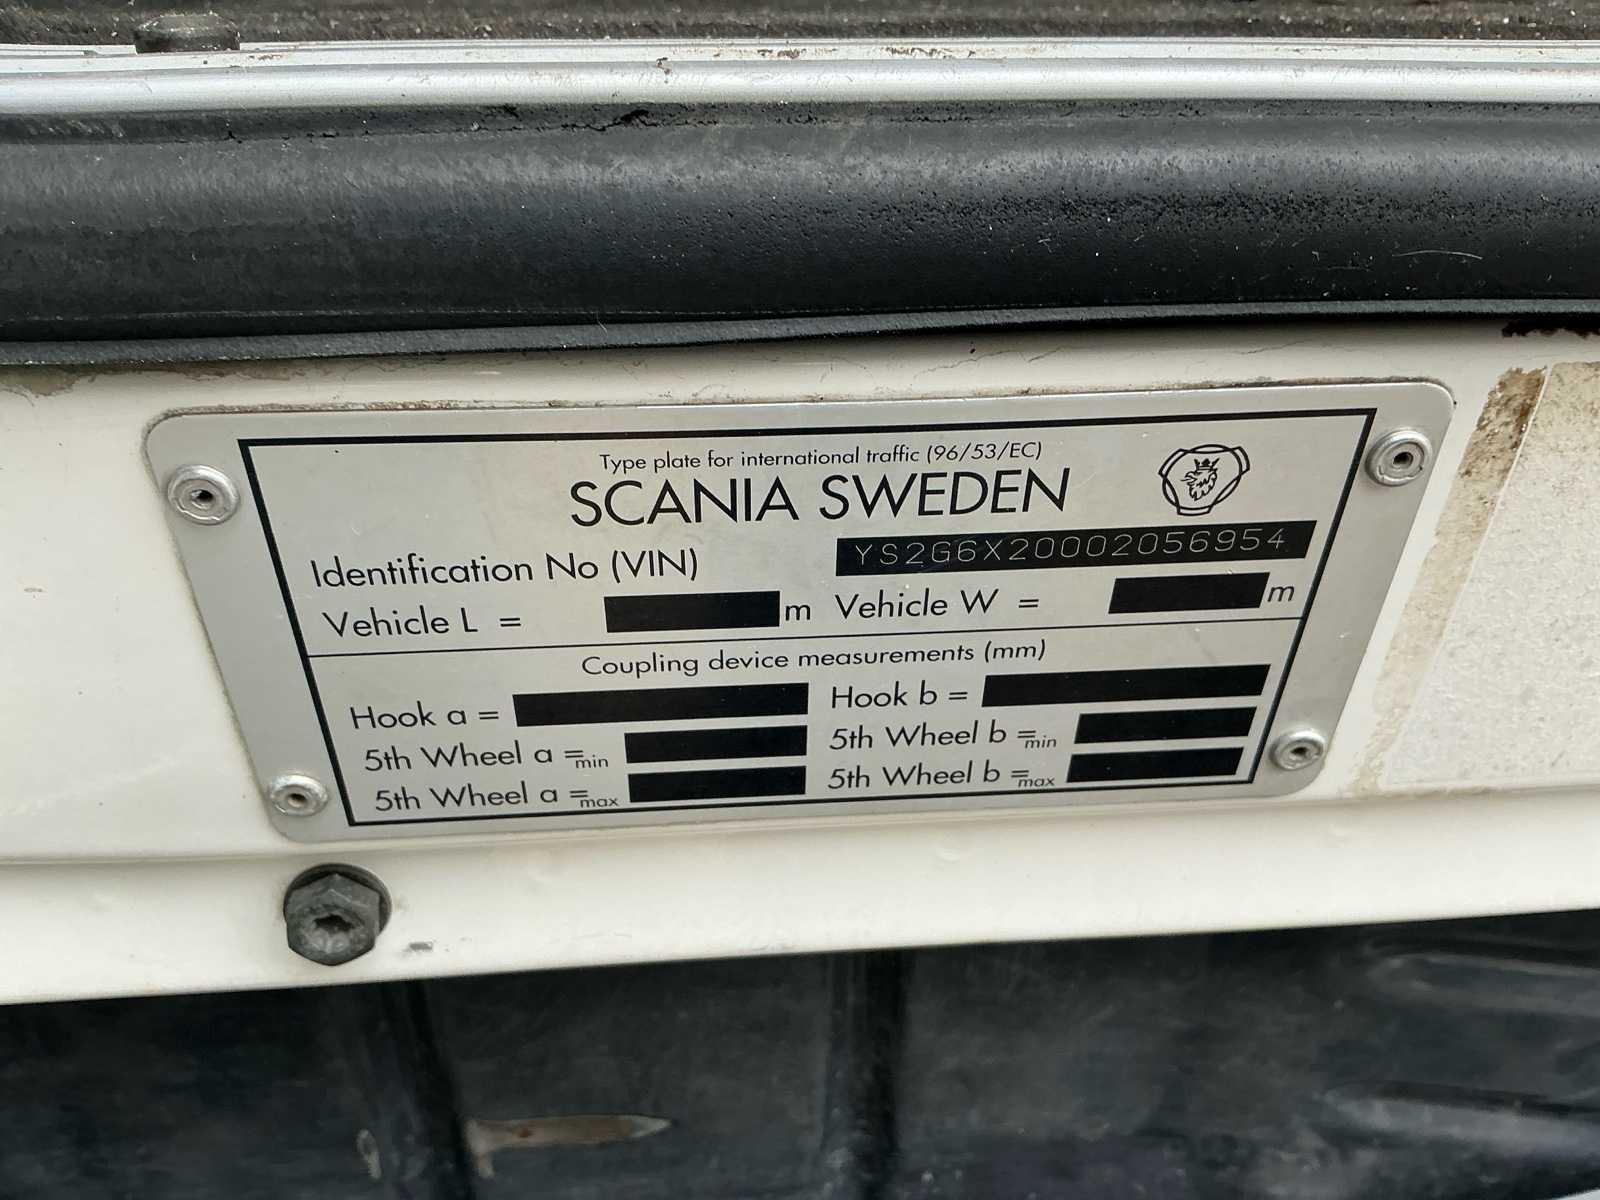 Type plate for international traffic (96/53/EC)
SCANIA SWEDEN
Identification No (VIN) YS2G6X20002056954
Vehicle L = m Vehicle W = m
Coupling device measurements (mm)
Hook a = Hook b =
5th Wheel a = min 5th Wheel b = min
5th Wheel a = max 5th Wheel b = max